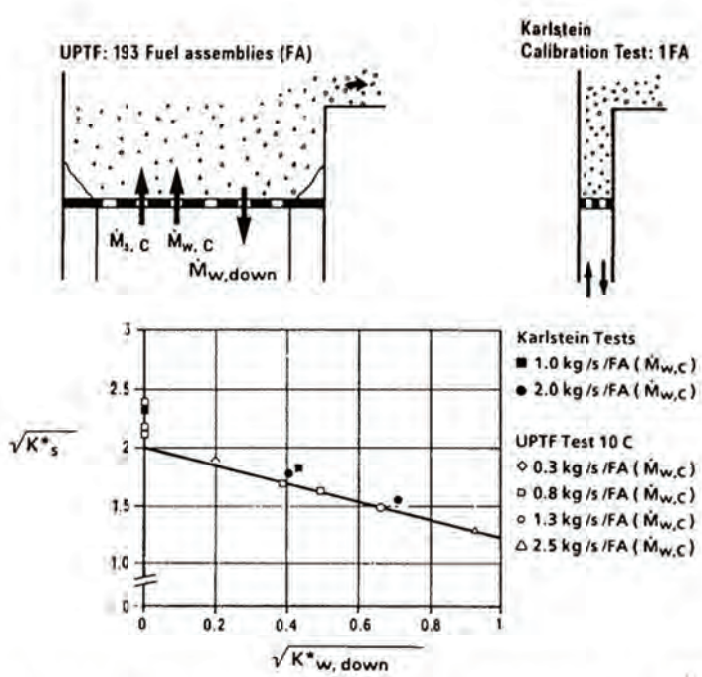 UPTF: 193 Fuel assemblies (FA)
Karlstein
Calibration Test: 1FA
Ṁs, C
Ṁw, C
Ṁw,down
√K*s
3
2.5
2
1.5
1.0
0
0
0.2
0.4
0.6
0.8
1
√K*w, down
Karlstein Tests
■ 1.0 kg/s/FA (Ṁw,C)
● 2.0 kg/s/FA (Ṁw,C)
UPTF Test 10 C
◇ 0.3 kg/s/FA (Ṁw,C)
□ 0.8 kg/s/FA (Ṁw,C)
○ 1.3 kg/s/FA (Ṁw,C)
△ 2.5 kg/s/FA (Ṁw,C)